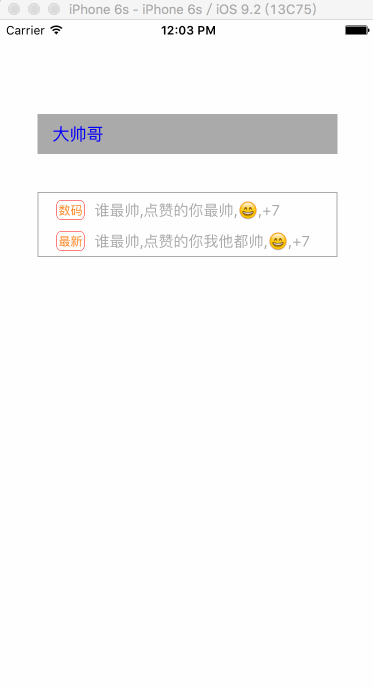 iPhone 6s - iPhone 6s / iOS 9.2 (13C75)
Carrier 12:03 PM
大帅哥
数码 谁最帅,点赞的你最帅,😄,+7
最新 谁最帅,点赞的你我他都帅,😄,+7